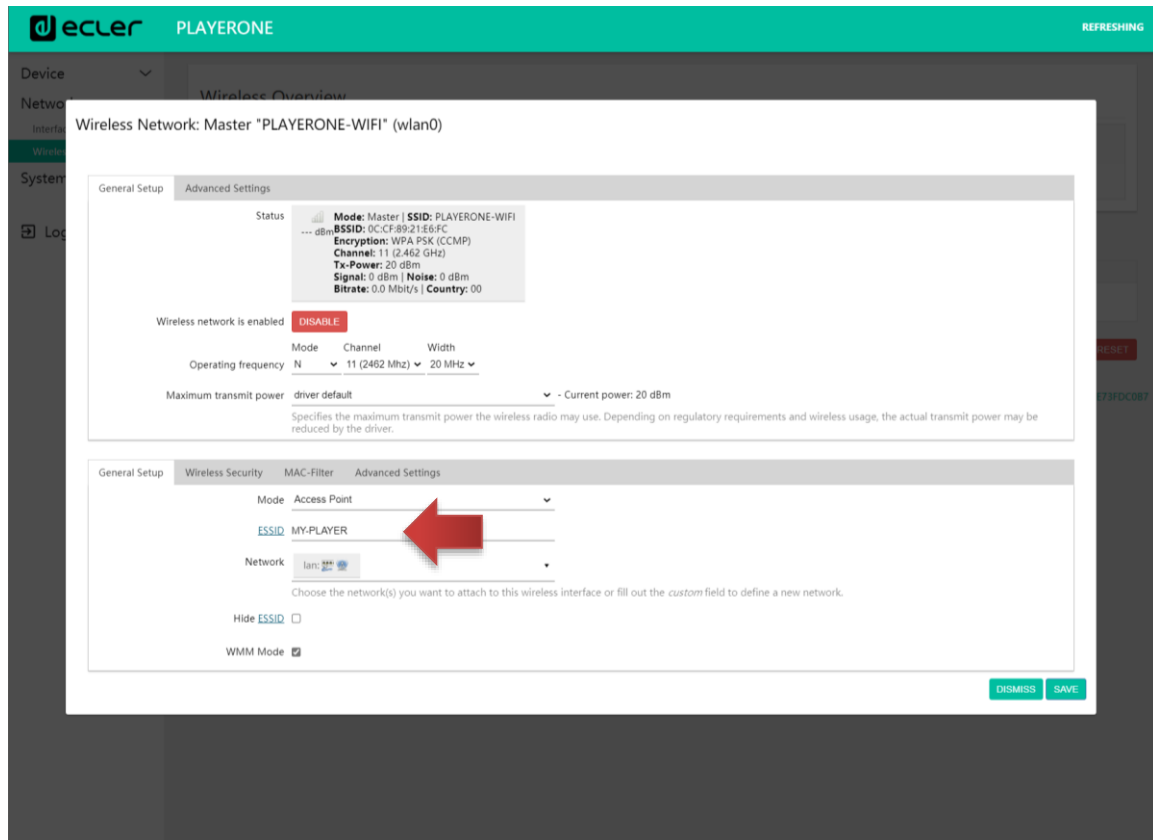 ecler PLAYERONE REFRESHING
Device
Wireless Overview
Wireless Network: Master "PLAYERONE-WIFI" (wlan0)
General Setup Advanced Settings
Status
Mode: Master | SSID: PLAYERONE-WIFI
--- dBm BSSID: 0C:CF:89:21:E6:FC
Encryption: WPA PSK (CCMP)
Channel: 11 (2.462 GHz)
Tx-Power: 20 dBm
Signal: 0 dBm | Noise: 0 dBm
Bitrate: 0.0 Mbit/s | Country: 00
Wireless network is enabled DISABLE
Mode Channel Width
Operating frequency N 11 (2462 Mhz) 20 MHz
RESET
Maximum transmit power driver default - Current power: 20 dBm
E73FDC0B7
Specifies the maximum transmit power the wireless radio may use. Depending on regulatory requirements and wireless usage, the actual transmit power may be
reduced by the driver.
General Setup Wireless Security MAC-Filter Advanced Settings
Mode Access Point
ESSID MY-PLAYER
Network lan:
Choose the network(s) you want to attach to this wireless interface or fill out the custom field to define a new network.
Hide ESSID
WMM Mode
DISMISS SAVE